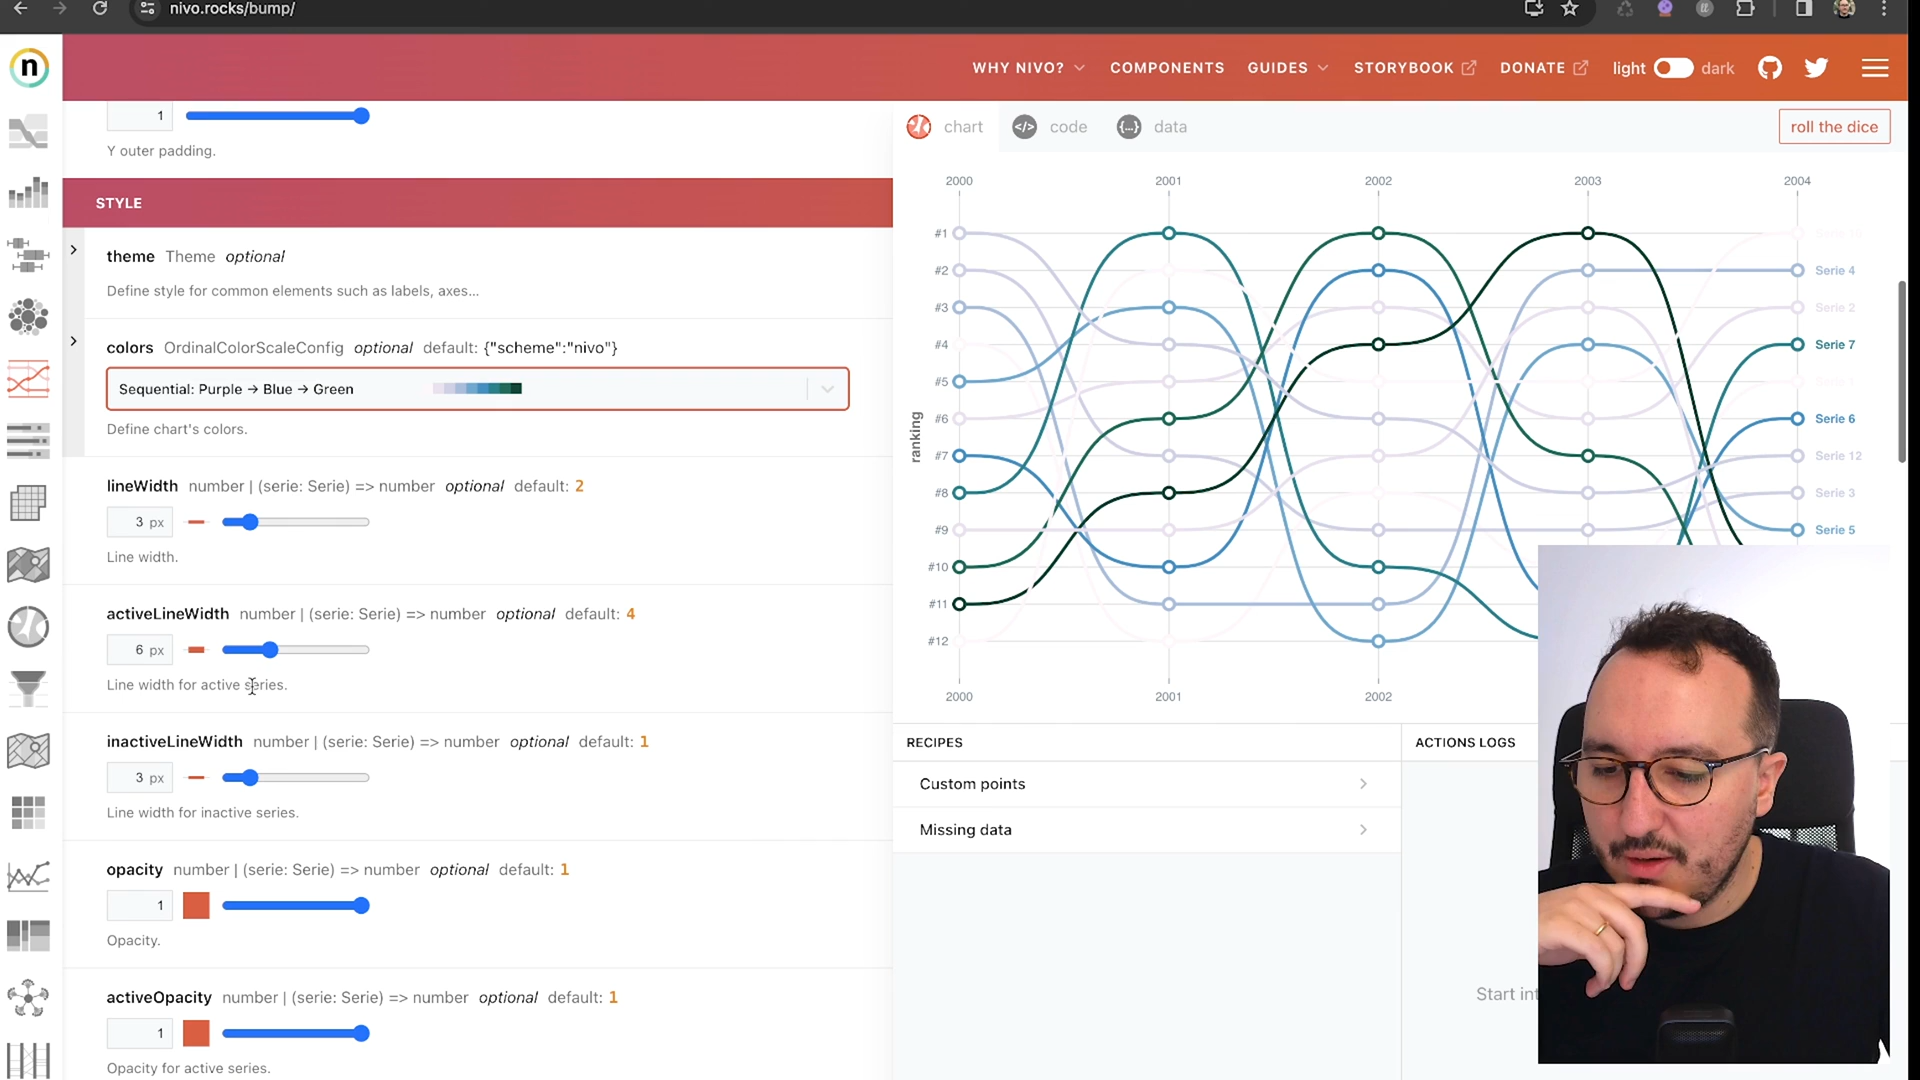 nivo.rocks/bump/
n
WHY NIVO?
COMPONENTS
GUIDES
STORYBOOK
DONATE
light
dark
1
Y outer padding.
STYLE
theme Theme optional
Define style for common elements such as labels, axes...
colors OrdinalColorScaleConfig optional default: {"scheme":"nivo"}
Sequential: Purple → Blue → Green
Define chart's colors.
lineWidth number | (serie: Serie) => number optional default: 2
3 px
Line width.
activeLineWidth number | (serie: Serie) => number optional default: 4
6 px
Line width for active series.
inactiveLineWidth number | (serie: Serie) => number optional default: 1
3 px
Line width for inactive series.
opacity number | (serie: Serie) => number optional default: 1
1
Opacity.
activeOpacity number | (serie: Serie) => number optional default: 1
1
Opacity for active series.
chart
</> code
{...} data
roll the dice
2000 2001 2002 2003 2004
ranking
#1
#2
#3
#4
#5
#6
#7
#8
#9
#10
#11
#12
Serie 4
Serie 2
Serie 7
Serie 6
Serie 12
Serie 3
Serie 5
2000 2001 2002
RECIPES
Custom points
Missing data
ACTIONS LOGS
Start int